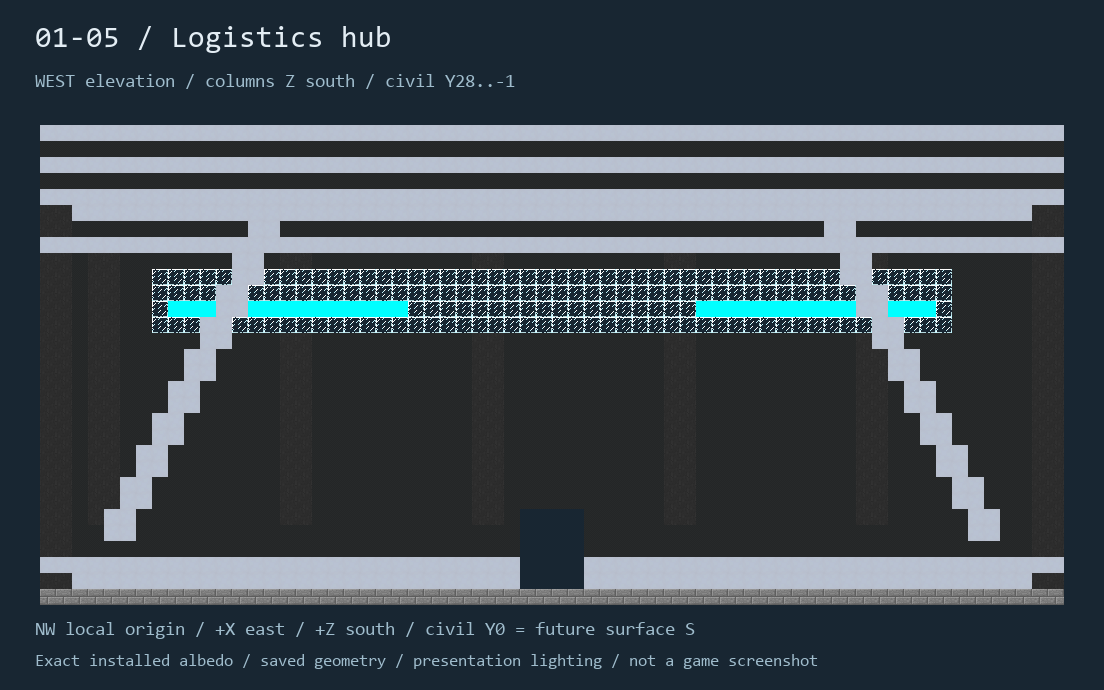 01-05 / Logistics hub
WEST elevation / columns Z south / civil Y28..-1
NW local origin / +X east / +Z south / civil Y0 = future surface S
Exact installed albedo / saved geometry / presentation lighting / not a game screenshot